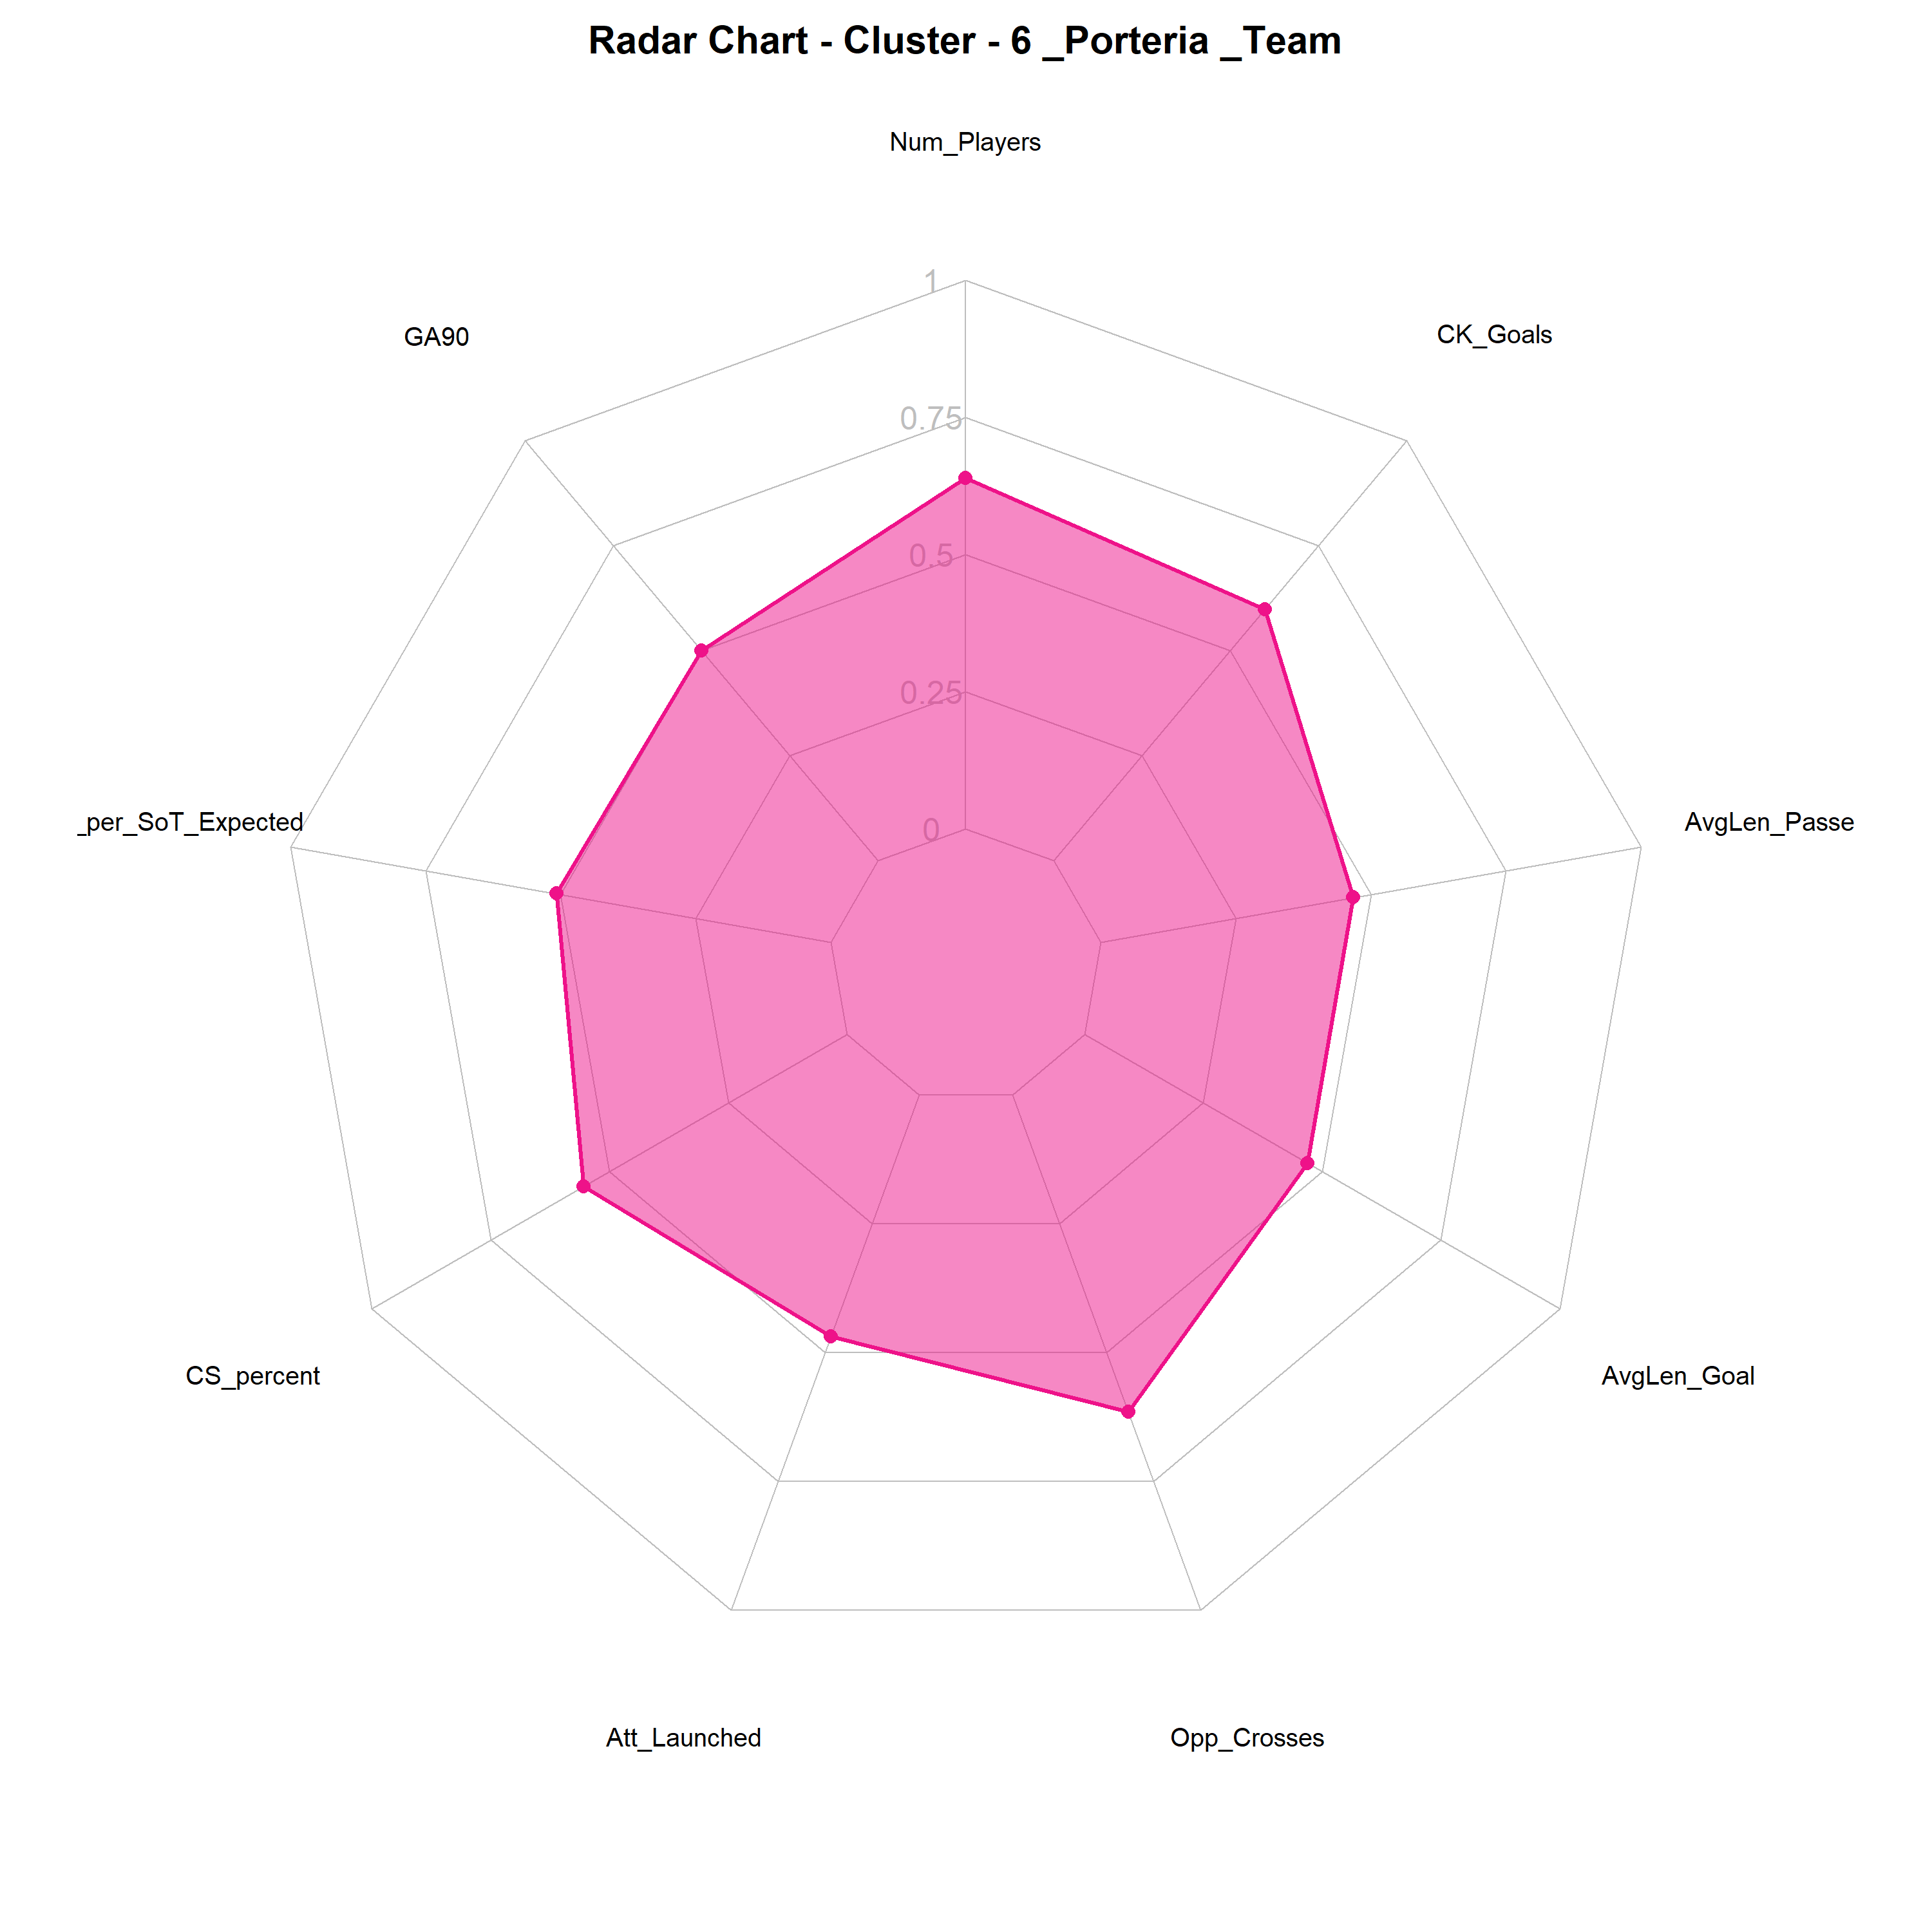 Radar Chart - Cluster - 6 _Porteria _Team
Num_Players
1
GA90
CK_Goals
0.75
0.5
0.25
_per_SoT_Expected
AvgLen_Passe
0
CS_percent
AvgLen_Goal
Att_Launched
Opp_Crosses